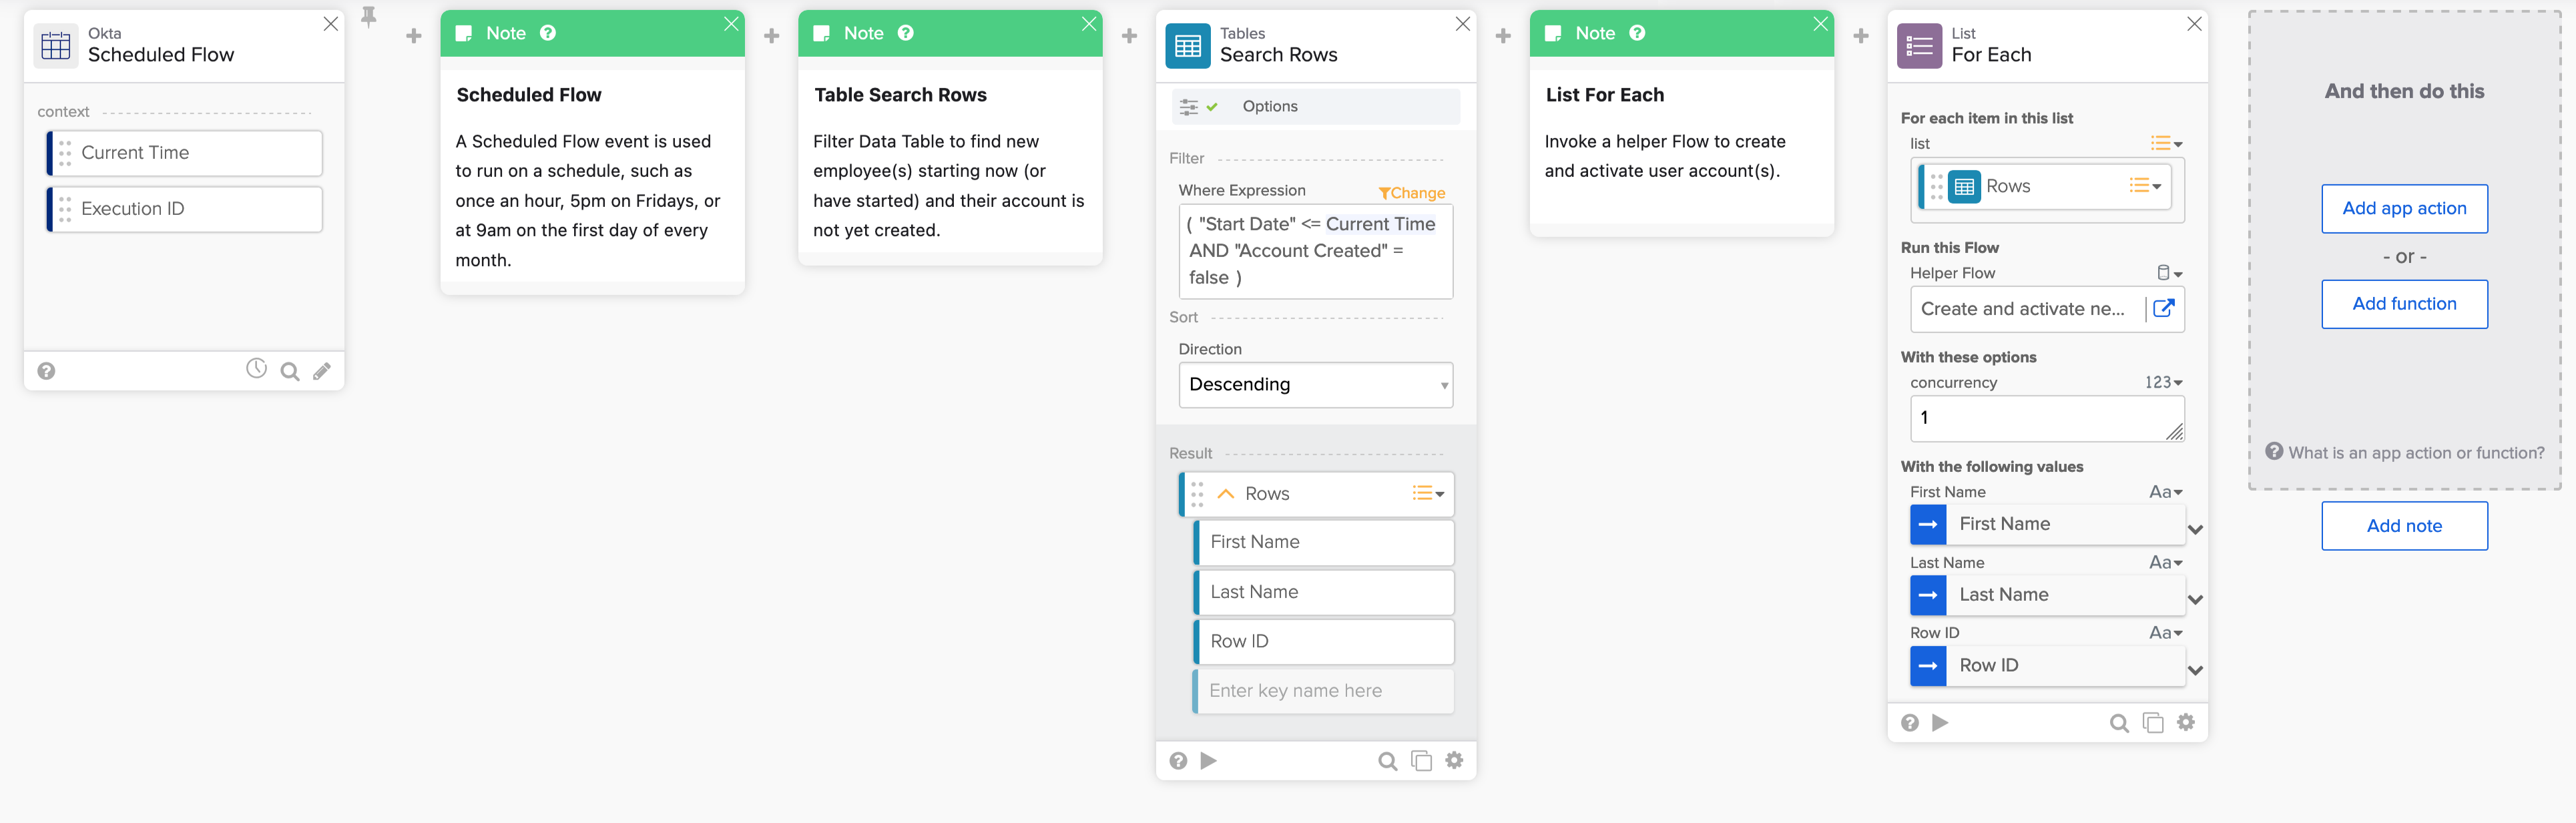 Okta
Scheduled Flow
context
Current Time
Execution ID
Note
Scheduled Flow
A Scheduled Flow event is used
to run on a schedule, such as
once an hour, 5pm on Fridays, or
at 9am on the first day of every
month.
Note
Table Search Rows
Filter Data Table to find new
employee(s) starting now (or
have started) and their account is
not yet created.
Tables
Search Rows
Options
Filter
Where Expression
Change
( "Start Date" <= Current Time
AND "Account Created" =
false )
Sort
Direction
Descending
Result
Rows
First Name
Last Name
Row ID
Enter key name here
Note
List For Each
Invoke a helper Flow to create
and activate user account(s).
List
For Each
For each item in this list
list
Rows
Run this Flow
Helper Flow
Create and activate ne...
With these options
concurrency 123
1
With the following values
First Name Aa
First Name
Last Name Aa
Last Name
Row ID Aa
Row ID
And then do this
Add app action
- or -
Add function
? What is an app action or function?
Add note